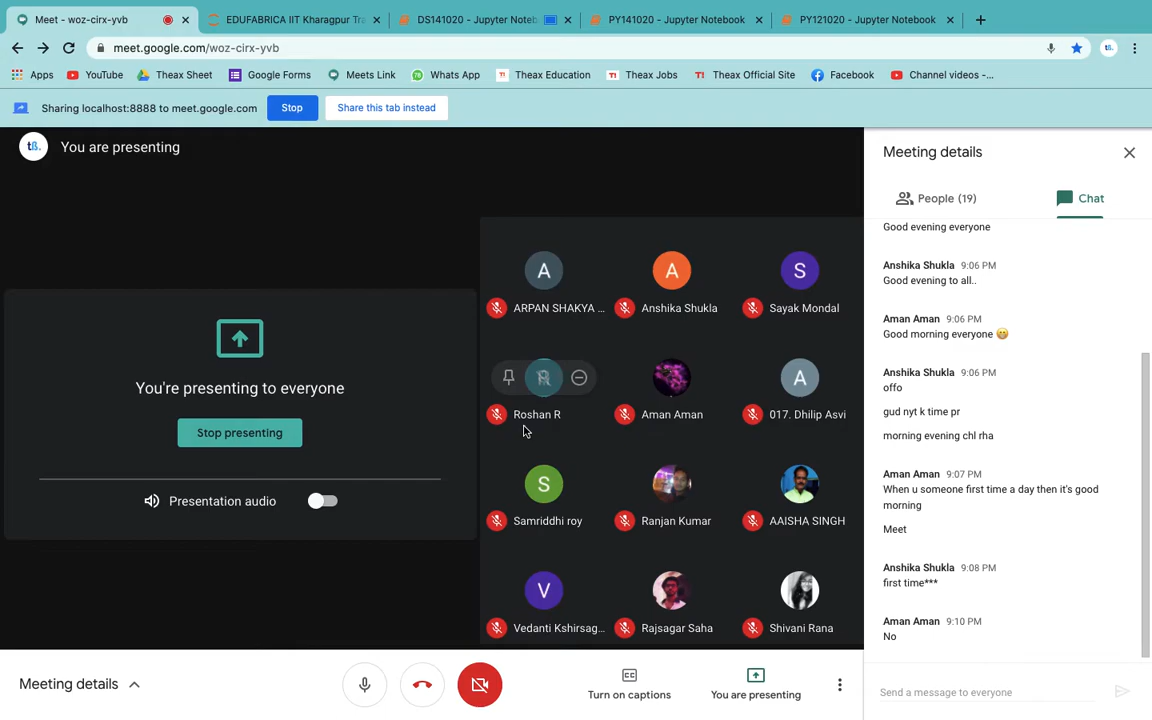 Meet - woz-cirx-yvb
EDUFABRICA IIT Kharagpur Tra
DS141020 - Jupyter Noteb
PY141020 - Jupyter Notebook
PY121020 - Jupyter Notebook
meet.google.com/woz-cirx-yvb
tß.
Apps
YouTube
Theax Sheet
Google Forms
Meets Link
Whats App
Theax Education
Theax Jobs
Theax Official Site
Facebook
Channel videos -...
Sharing localhost:8888 to meet.google.com
Stop
Share this tab instead
tß.
You are presenting
You're presenting to everyone
Stop presenting
Presentation audio
A
ARPAN SHAKYA ...
A
Anshika Shukla
S
Sayak Mondal
R
Roshan R
Aman Aman
A
017. Dhilip Asvi
S
Samriddhi roy
Ranjan Kumar
AAISHA SINGH
V
Vedanti Kshirsag...
Rajsagar Saha
Shivani Rana
Meeting details
Turn on captions
You are presenting
Meeting details
People (19)
Chat
Good evening everyone
Anshika Shukla 9:06 PM
Good evening to all..
Aman Aman 9:06 PM
Good morning everyone 😁
Anshika Shukla 9:06 PM
offo
gud nyt k time pr
morning evening chl rha
Aman Aman 9:07 PM
When u someone first time a day then it's good
morning
Meet
Anshika Shukla 9:08 PM
first time***
Aman Aman 9:10 PM
No
Send a message to everyone